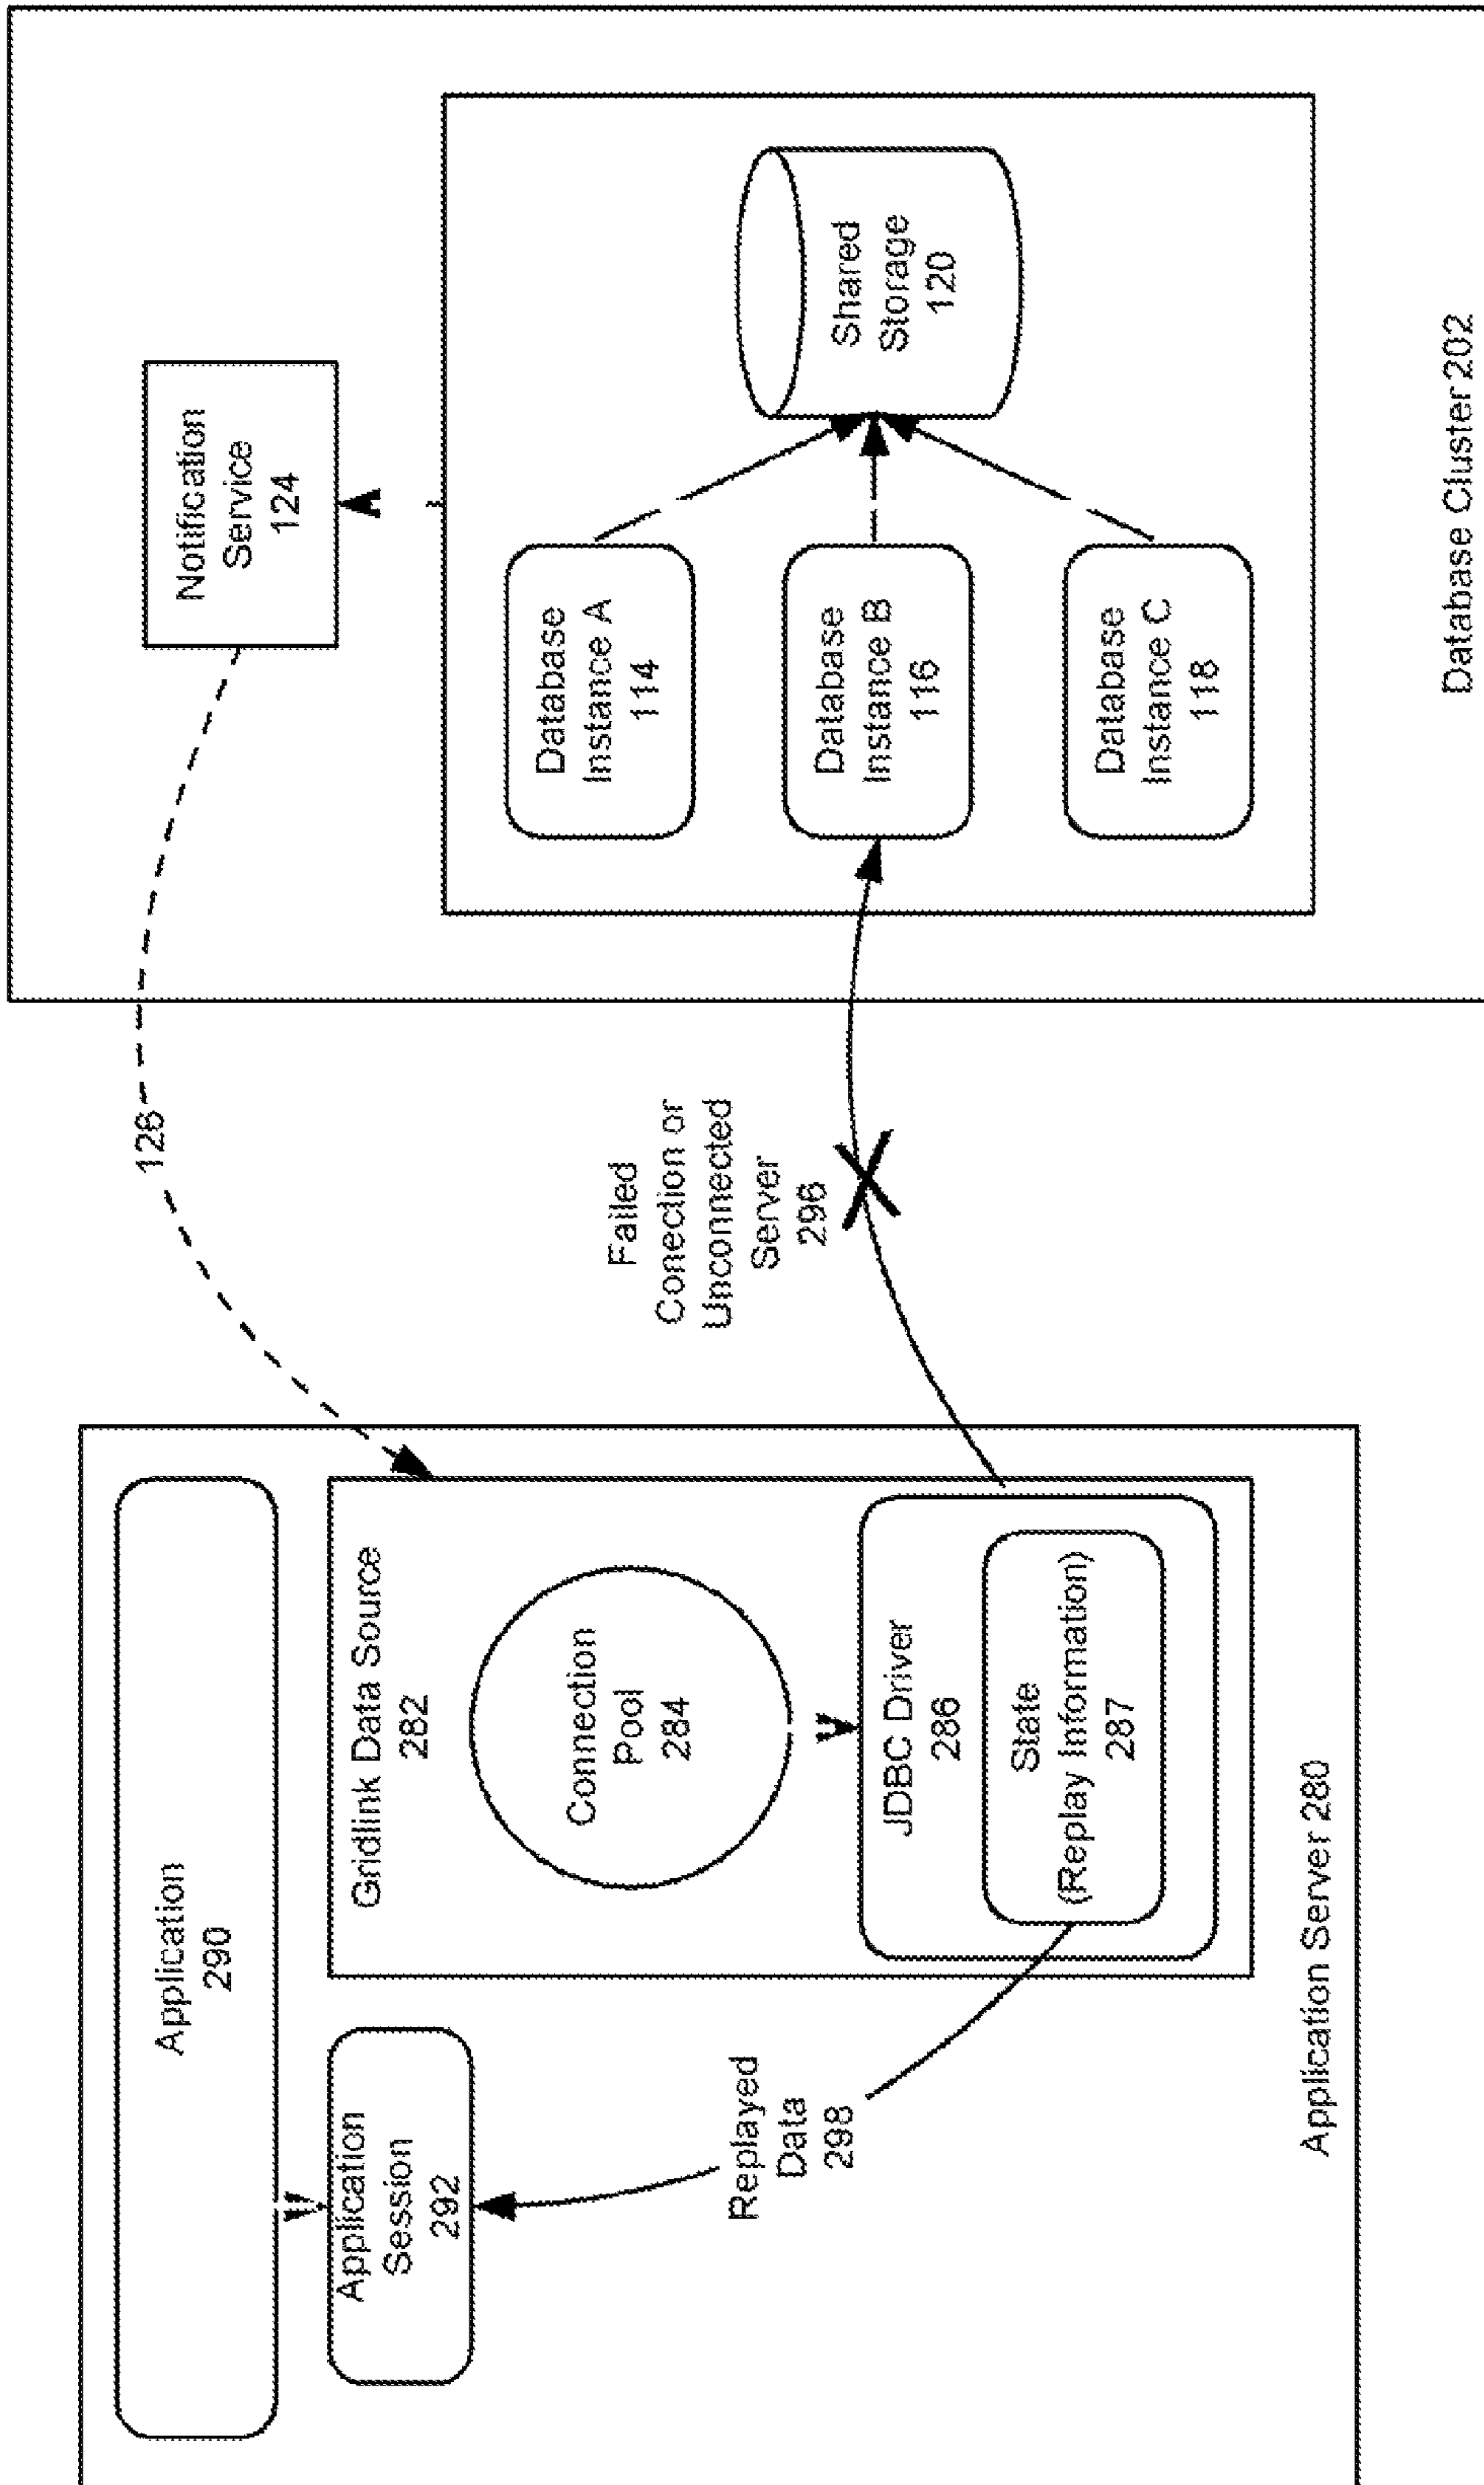 Application
290
Application
Session
292
Replayed
Data
298
Gridlink Data Source
282
Connection
Pool
284
JDBC Driver
286
State
(Replay Information)
287
Application Server 280
126
Failed
Conection or
Unconnected
Server
296
Notification
Service
124
Database
Instance A
114
Database
Instance B
116
Database
Instance C
118
Shared
Storage
120
Database Cluster 202